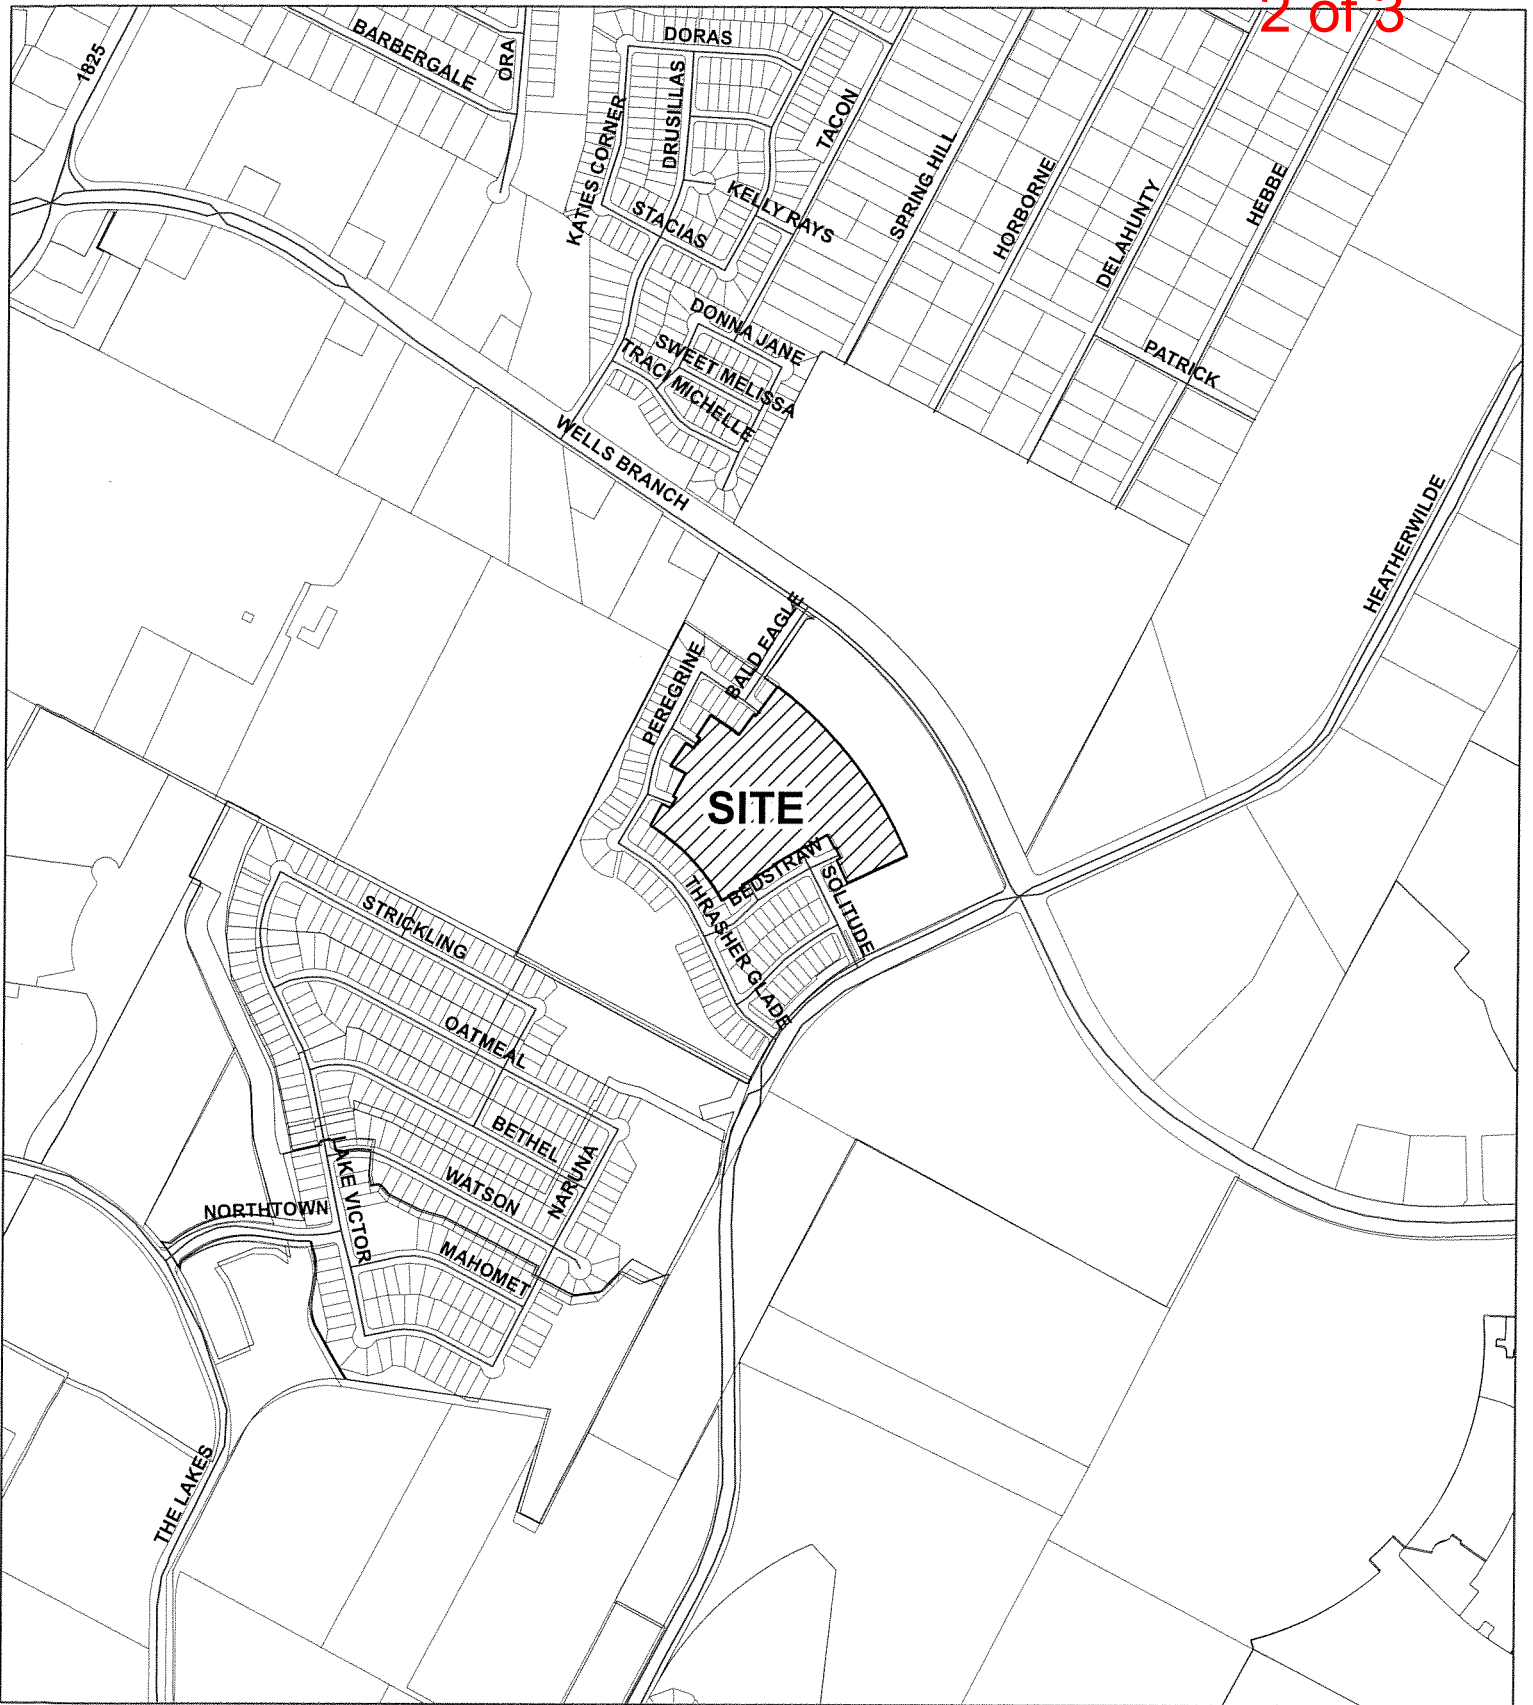 2 of 3
1825
BARBERGALE
ORA
DORAS
DRUSILLAS
KATIES CORNER
TACON
SPRING HILL
HORBORNE
DELAHUNTY
HEBBE
KELLY RAYS
STACIAS
DONNA JANE
SWEET MELISSA
TRACI MICHELLE
PATRICK
WELLS BRANCH
HEATHERWILDE
BALD EAGLE
PEREGRINE
SITE
BEDSTRAW
SOLITUDE
THRASHER GLADE
STRICKLING
OATMEAL
BETHEL
NARUNA
WATSON
LAKE VICTOR
NORTHTOWN
MAHOMET
THE LAKES